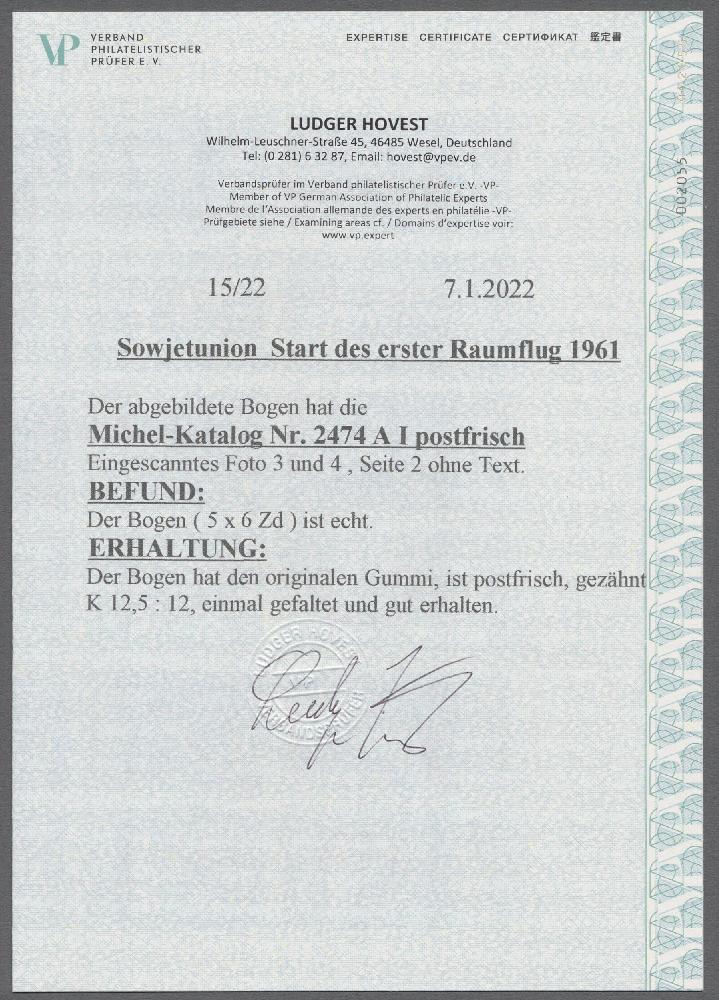 VP VERBAND
PHILATELISTISCHER
PRÜFER E. V.
EXPERTISE CERTIFICATE СЕРТИФИКАТ 鑑定書
LUDGER HOVEST
Wilhelm-Leuschner-Straße 45, 46485 Wesel, Deutschland
Tel: (0 281) 6 32 87, Email: hovest@vpev.de
Verbandsprüfer im Verband philatelistischer Prüfer e.V. -VP-
Member of VP German Association of Philatelic Experts
Membre de l'Association allemande des experts en philatélie -VP-
Prüfgebiete siehe / Examining areas cf. / Domains d'expertise voir:
www.vp.expert
15/22 7.1.2022
Sowjetunion Start des erster Raumflug 1961
Der abgebildete Bogen hat die
Michel-Katalog Nr. 2474 A I postfrisch
Eingescanntes Foto 3 und 4 , Seite 2 ohne Text.
BEFUND:
Der Bogen ( 5 x 6 Zd ) ist echt.
ERHALTUNG:
Der Bogen hat den originalen Gummi, ist postfrisch, gezähnt
K 12,5 : 12, einmal gefaltet und gut erhalten.
LUDGER HOVEST
VERBANDSPRÜFER
002055